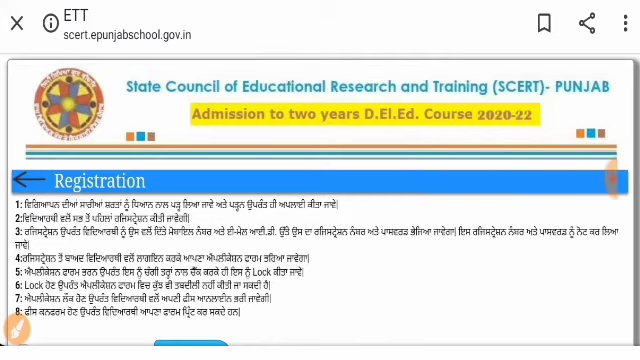 ETT
scert.epunjabschool.gov.in
State Council of Educational Research and Training (SCERT)- PUNJAB
Admission to two years D.El.Ed. Course 2020-22
Registration
1: ਵਿਗਿਆਪਨ ਦੀਆਂ ਸਾਰੀਆਂ ਸ਼ਰਤਾਂ ਨੂੰ ਧਿਆਨ ਨਾਲ ਪੜ੍ਹ ਲਿਆ ਜਾਵੇ ਅਤੇ ਪੜ੍ਹਨ ਉਪਰੰਤ ਹੀ ਅਪਲਾਈ ਕੀਤਾ ਜਾਵੇ|
2:ਵਿਦਿਆਰਥੀ ਵਲੋਂ ਸਭ ਤੋਂ ਪਹਿਲਾਂ ਰਜਿਸਟ੍ਰੇਸ਼ਨ ਕੀਤੀ ਜਾਵੇਗੀ|
3: ਰਜਿਸਟ੍ਰੇਸ਼ਨ ਉਪਰੰਤ ਵਿਦਿਆਰਥੀ ਨੂੰ ਉਸ ਵਲੋਂ ਦਿੱਤੇ ਮੋਬਾਇਲ ਨੰਬਰ ਅਤੇ ਈ-ਮੇਲ ਆਈ.ਡੀ. ਉੱਤੇ ਉਸ ਦਾ ਰਜਿਸਟ੍ਰੇਸ਼ਨ ਨੰਬਰ ਅਤੇ ਪਾਸਵਰਡ ਭੇਜਿਆ ਜਾਵੇਗਾ| ਇਸ ਰਜਿਸਟ੍ਰੇਸ਼ਨ ਨੰਬਰ ਅਤੇ ਪਾਸਵਰਡ ਨੂੰ ਨੋਟ ਕਰ ਲਿਆ
ਜਾਵੇ|
4:ਰਜਿਸਟ੍ਰੇਸ਼ਨ ਤੋਂ ਬਾਅਦ ਵਿਦਿਆਰਥੀ ਵਲੋਂ ਲਾਗਇਨ ਕਰਕੇ ਆਪਣਾ ਐਪਲੀਕੇਸ਼ਨ ਫਾਰਮ ਭਰਿਆ ਜਾਵੇਗਾ|
5: ਐਪਲੀਕੇਸ਼ਨ ਫਾਰਮ ਭਰਨ ਉਪਰੰਤ ਇਸ ਨੂੰ ਚੰਗੀ ਤਰ੍ਹਾਂ ਨਾਲ ਚੈੱਕ ਕਰਕੇ ਹੀ ਇਸ ਨੂੰ Lock ਕੀਤਾ ਜਾਵੇ|
6: Lock ਹੋਣ ਉਪਰੰਤ ਐਪਲੀਕੇਸ਼ਨ ਫਾਰਮ ਵਿਚ ਕੁੱਝ ਵੀ ਤਬਦੀਲੀ ਨਹੀਂ ਕੀਤੀ ਜਾ ਸਕਦੀ ਹੈ|
7: ਐਪਲੀਕੇਸ਼ਨ ਲੌਕ ਹੋਣ ਉਪਰੰਤ ਵਿਦਿਆਰਥੀ ਵਲੋਂ ਅਪਣੀ ਫੀਸ ਆਨਲਾਈਨ ਭਰੀ ਜਾਵੇਗੀ|
8: ਫੀਸ ਕਨਫਰਮ ਹੋਣ ਉਪਰੰਤ ਵਿਦਿਆਰਥੀ ਆਪਣਾ ਫਾਰਮ ਪ੍ਰਿੰਟ ਕਰ ਸਕਦੇ ਹਨ|